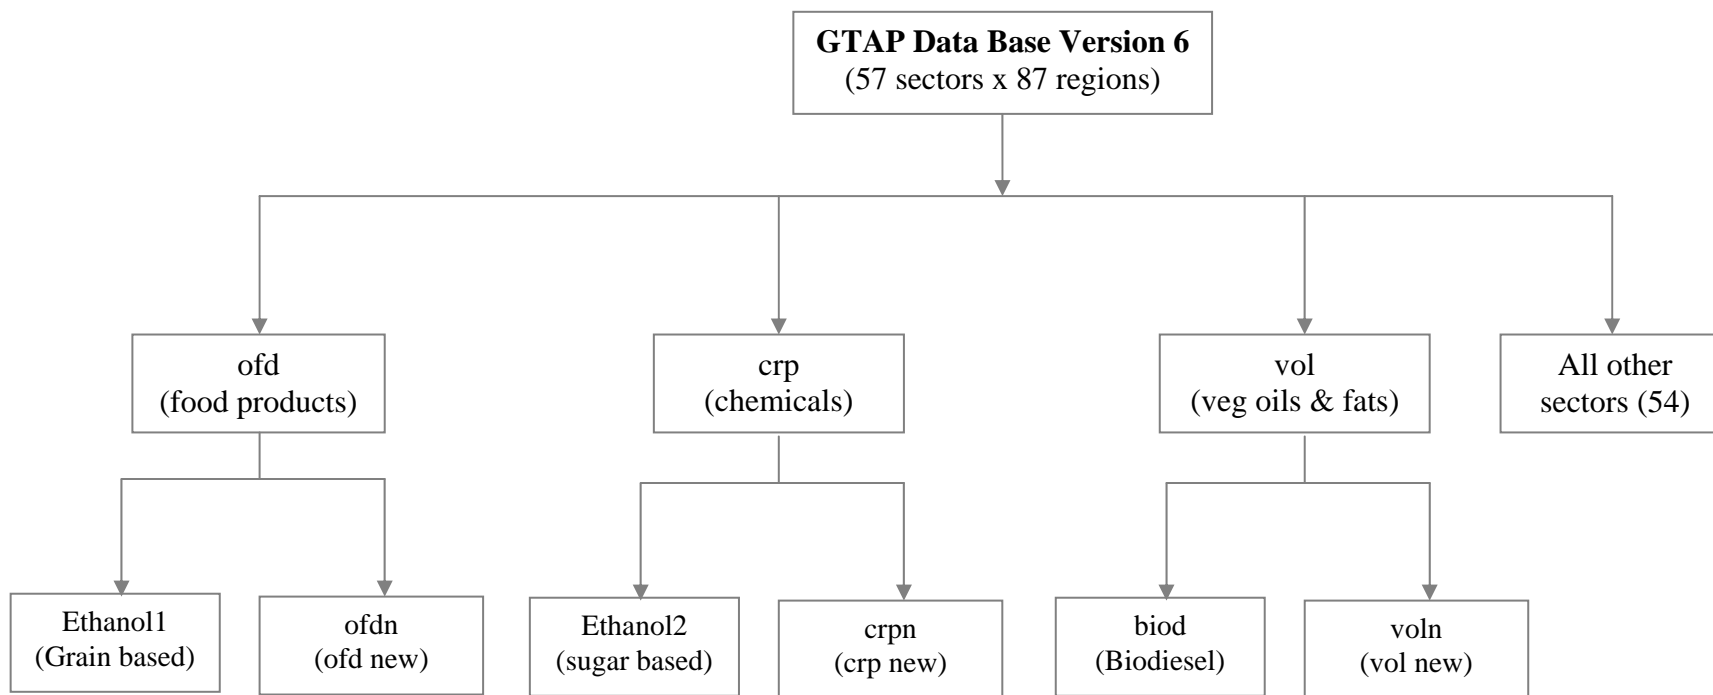 GTAP Data Base Version 6
(57 sectors x 87 regions)
ofd
(food products)
crp
(chemicals)
vol
(veg oils & fats)
All other
sectors (54)
Ethanol1
(Grain based)
ofdn
(ofd new)
Ethanol2
(sugar based)
crpn
(crp new)
biod
(Biodiesel)
voln
(vol new)